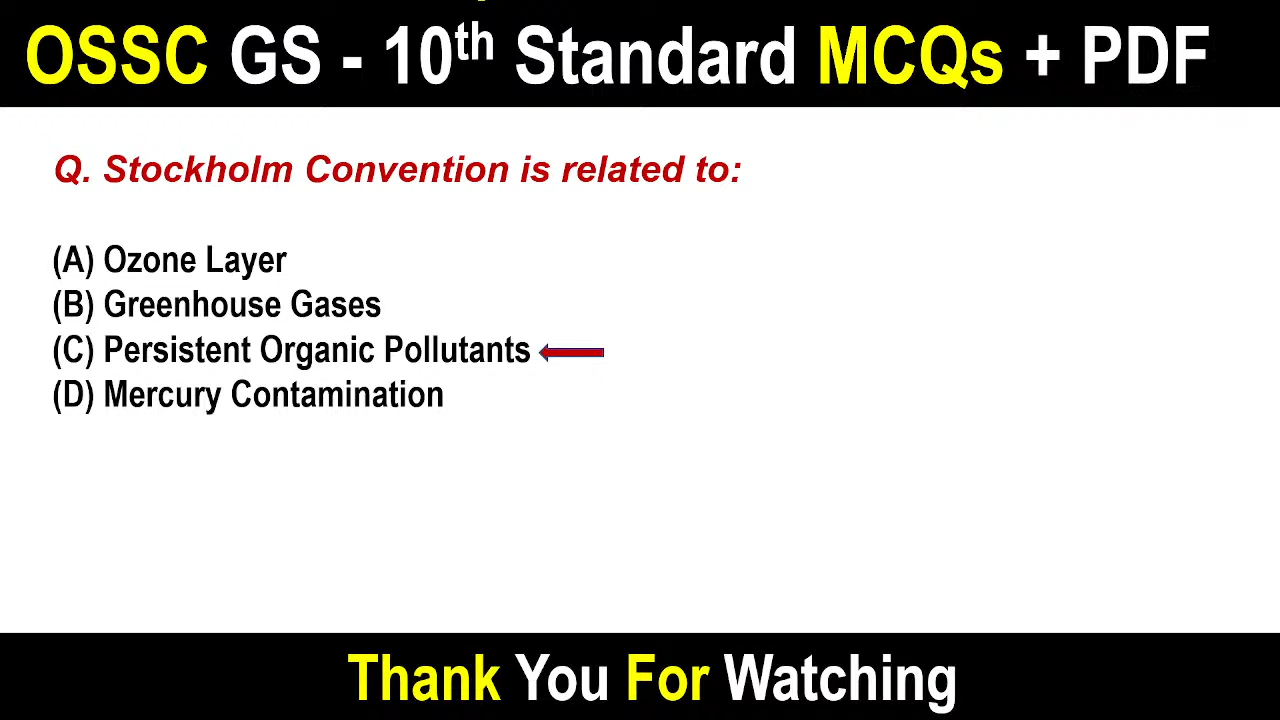 OSSC GS - 10th Standard MCQs + PDF
Q. Stockholm Convention is related to:
(A) Ozone Layer
(B) Greenhouse Gases
(C) Persistent Organic Pollutants
(D) Mercury Contamination
Thank You For Watching